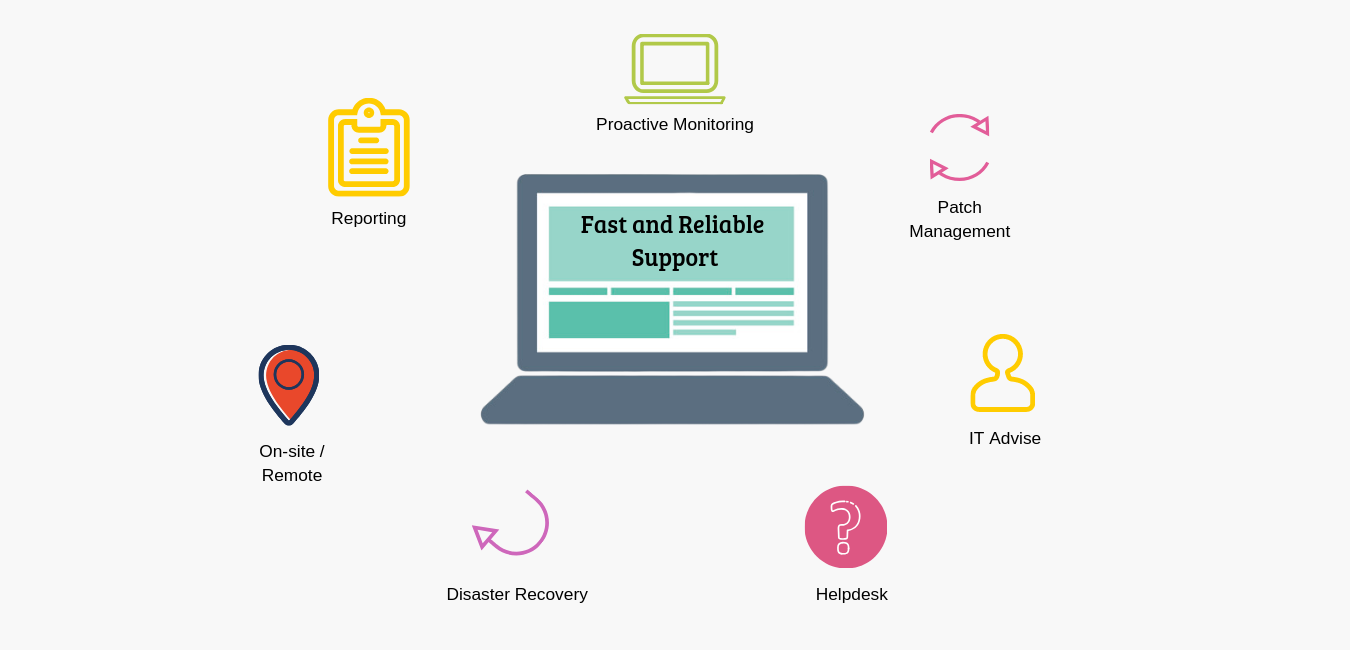 Proactive Monitoring
Reporting
Patch
Management
Fast and Reliable
Support
On-site /
Remote
IT Advise
Disaster Recovery
Helpdesk